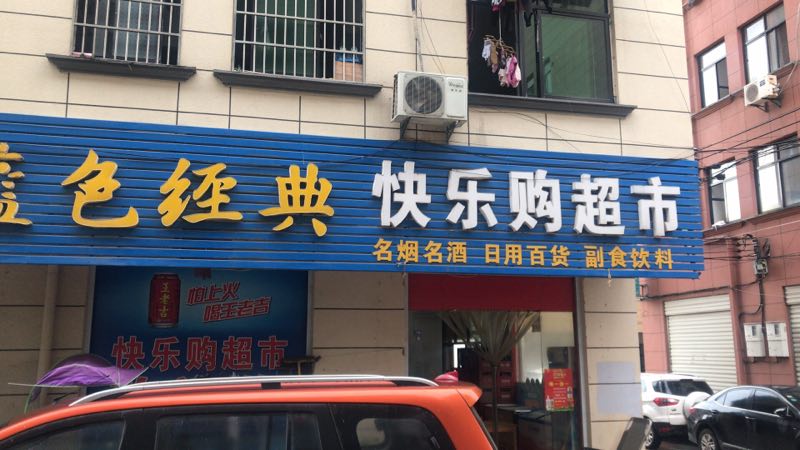 蓝色经典 快乐购超市
名烟名酒 日用百货 副食饮料
王老吉
怕上火
喝王老吉
快乐购超市